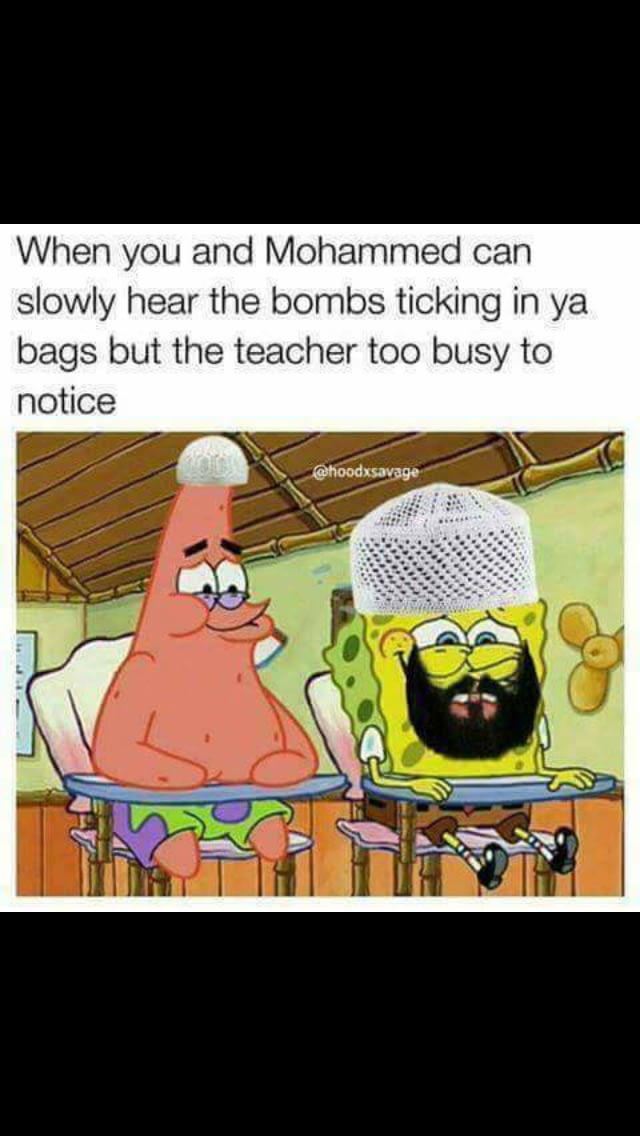 When you and Mohammed can
slowly hear the bombs ticking in ya
bags but the teacher too busy to
notice
@hoodxsavage